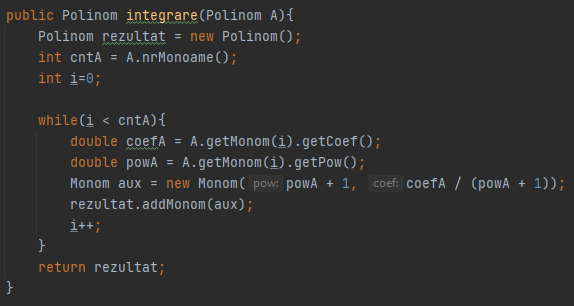 public Polinom integrare(Polinom A){
    Polinom rezultat = new Polinom();
    int cntA = A.nrMonoame();
    int i=0;

    while(i < cntA){
        double coefA = A.getMonom(i).getCoef();
        double powA = A.getMonom(i).getPow();
        Monom aux = new Monom( pow: powA + 1, coef: coefA / (powA + 1));
        rezultat.addMonom(aux);
        i++;
    }
    return rezultat;
}